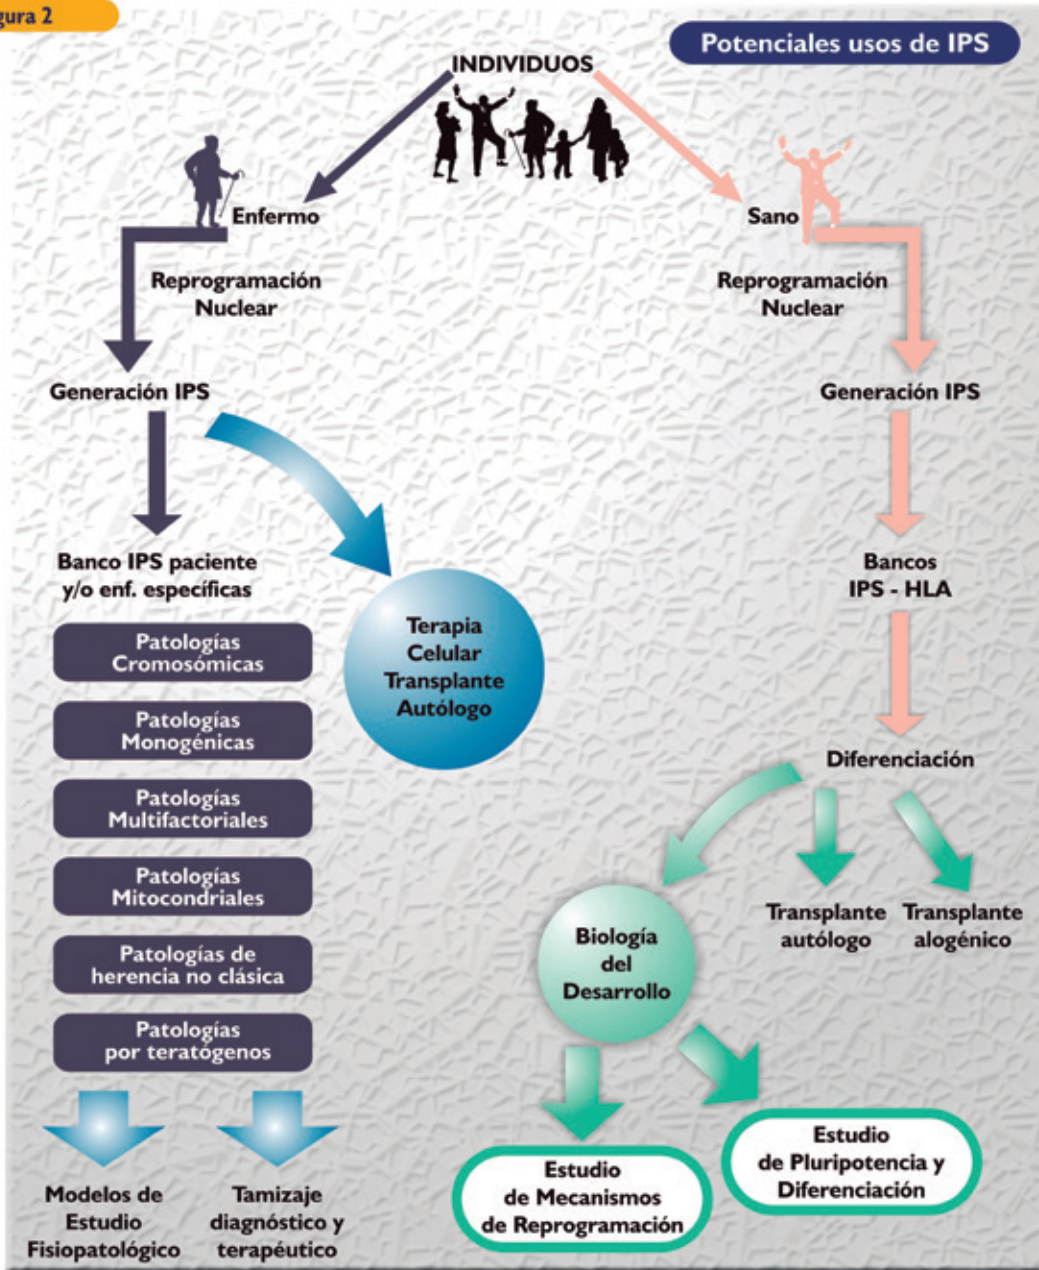 gura 2
Potenciales usos de IPS
INDIVIDUOS
Enfermo
Sano
Reprogramación
Nuclear
Reprogramación
Nuclear
Generación IPS
Generación IPS
Banco IPS paciente
y/o enf. específicas
Bancos
IPS - HLA
Terapia
Celular
Transplante
Autólogo
Patologías
Cromosómicas
Patologías
Monogénicas
Patologías
Multifactoriales
Patologías
Mitocondriales
Patologías de
herencia no clásica
Patologías
por teratógenos
Modelos de
Estudio
Fisiopatológico
Tamizaje
diagnóstico y
terapéutico
Diferenciación
Biología
del
Desarrollo
Transplante
autólogo
Transplante
alogénico
Estudio
de Mecanismos
de Reprogramación
Estudio
de Pluripotencia y
Diferenciación